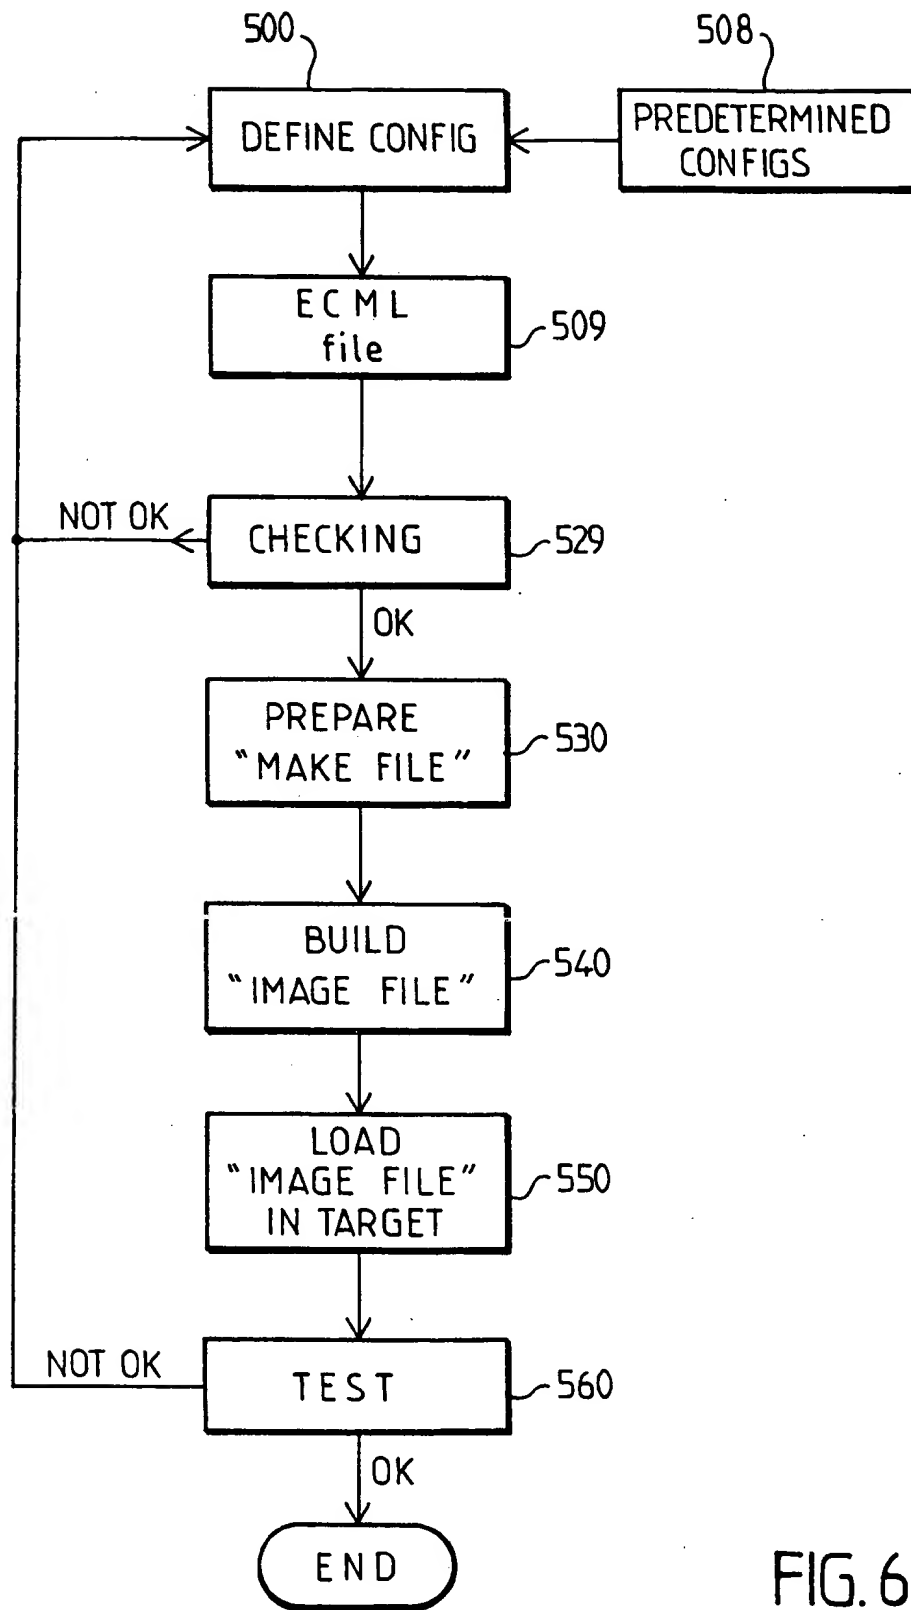 500
508
DEFINE CONFIG
PREDETERMINED
CONFIGS
ECML
file
509
NOT OK
CHECKING
529
OK
PREPARE
"MAKE FILE"
530
BUILD
"IMAGE FILE"
540
LOAD
"IMAGE FILE"
IN TARGET
550
NOT OK
TEST
560
OK
END
FIG. 6